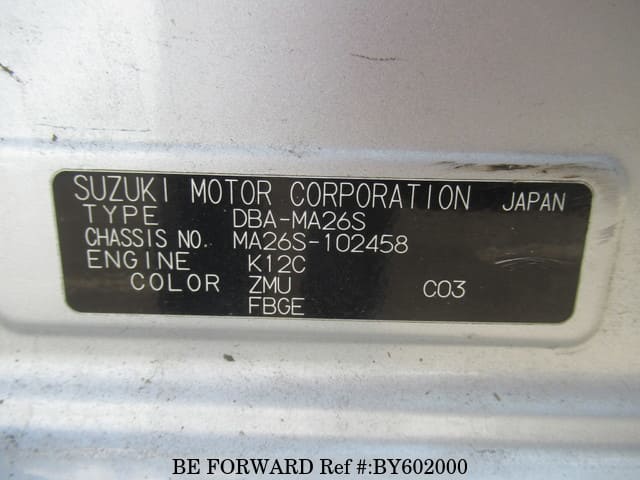 SUZUKI MOTOR CORPORATION JAPAN
TYPE DBA-MA26S
CHASSIS NO. MA26S-102458
ENGINE K12C
COLOR ZMU C03
FBGE
BE FORWARD Ref #:BY602000